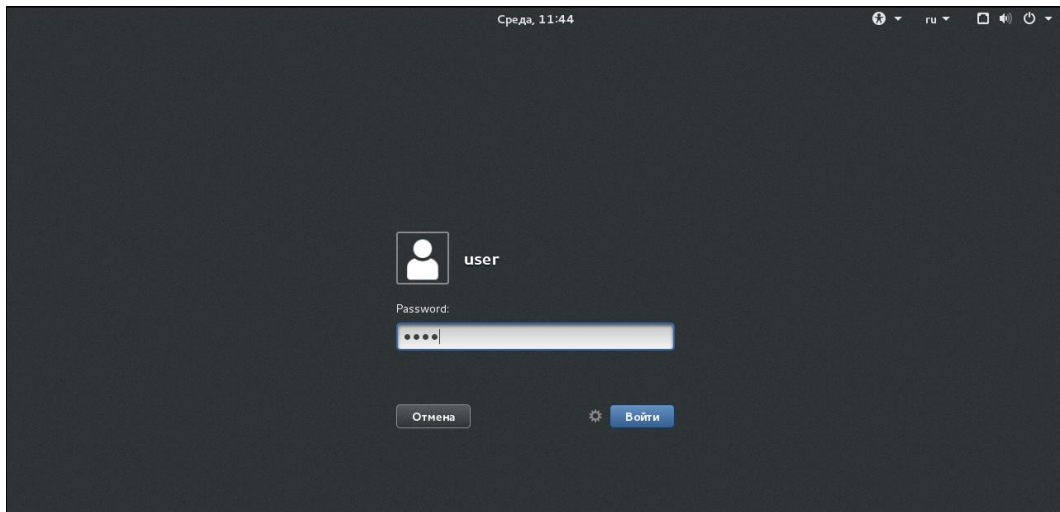 Среда, 11:44
ru
user
Password:
Отмена
Войти